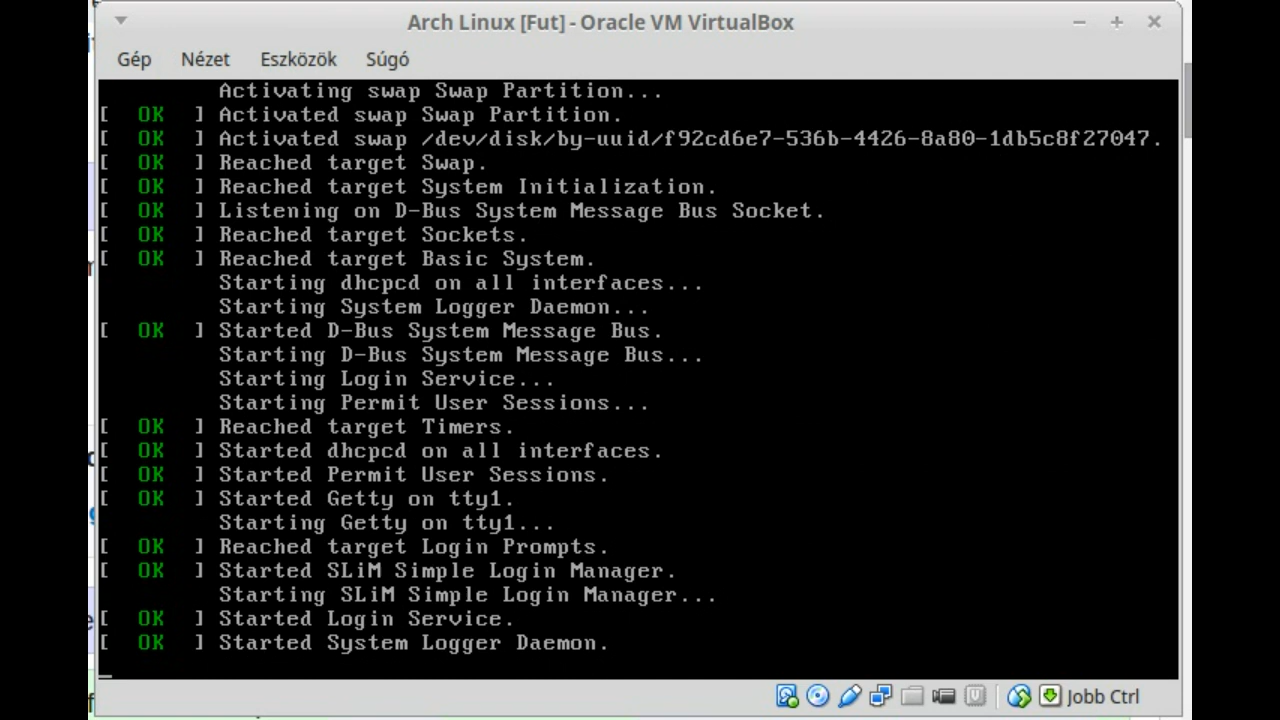 Arch Linux [Fut] - Oracle VM VirtualBox
Gép Nézet Eszközök Súgó
Activating swap Swap Partition...
[ OK ] Activated swap Swap Partition.
[ OK ] Activated swap /dev/disk/by-uuid/f92cd6e7-536b-4426-8a80-1db5c8f27047.
[ OK ] Reached target Swap.
[ OK ] Reached target System Initialization.
[ OK ] Listening on D-Bus System Message Bus Socket.
[ OK ] Reached target Sockets.
[ OK ] Reached target Basic System.
Starting dhcpcd on all interfaces...
Starting System Logger Daemon...
[ OK ] Started D-Bus System Message Bus.
Starting D-Bus System Message Bus...
Starting Login Service...
Starting Permit User Sessions...
[ OK ] Reached target Timers.
[ OK ] Started dhcpcd on all interfaces.
[ OK ] Started Permit User Sessions.
[ OK ] Started Getty on tty1.
Starting Getty on tty1...
[ OK ] Reached target Login Prompts.
[ OK ] Started SLiM Simple Login Manager.
Starting SLiM Simple Login Manager...
[ OK ] Started Login Service.
[ OK ] Started System Logger Daemon.
Jobb Ctrl